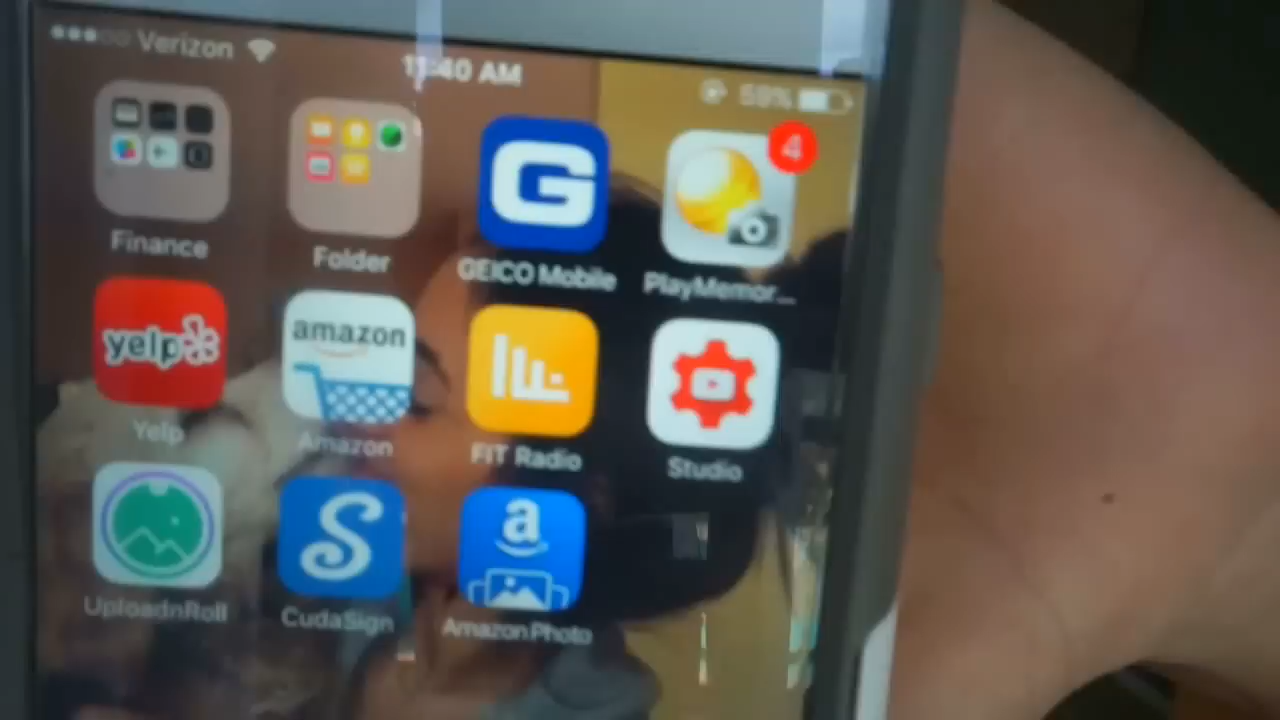 Verizon
11:40 AM
59%
Finance
Folder
G
GEICO Mobile
4
PlayMemor...
yelp
Yelp
amazon
Amazon
FIT Radio
Studio
UploadnRoll
S
CudaSign
a
Amazon Photo